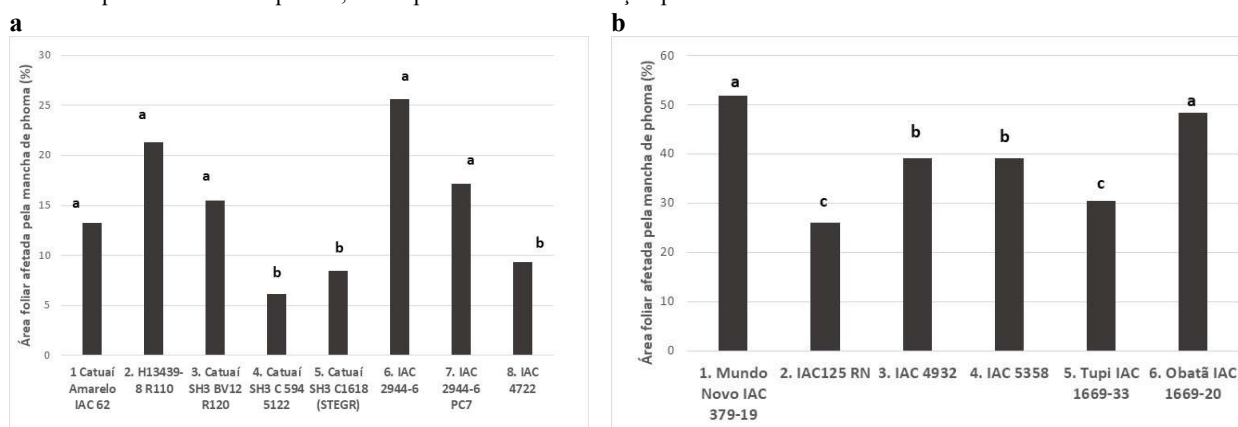 a
b
Área foliar afetada pela mancha de phoma (%)
30
25
20
15
10
5
0
a
a
a
b
b
a
a
b
1 Catuaí
Amarelo
IAC 62
2. H13439-
8 R110
3. Catuaí
SH3 BV12
R120
4. Catuaí
SH3 C 594
5122
5. Catuaí
SH3 C1618
(STEGR)
6. IAC
2944-6
7. IAC
2944-6
PC7
8. IAC
4722
Área foliar afetada pela mancha de phoma (%)
60
50
40
30
20
10
0
a
c
b
b
c
a
1. Mundo
Novo IAC
379-19
2. IAC125 RN
3. IAC 4932
4. IAC 5358
5. Tupi IAC
1669-33
6. Obatã IAC
1669-20